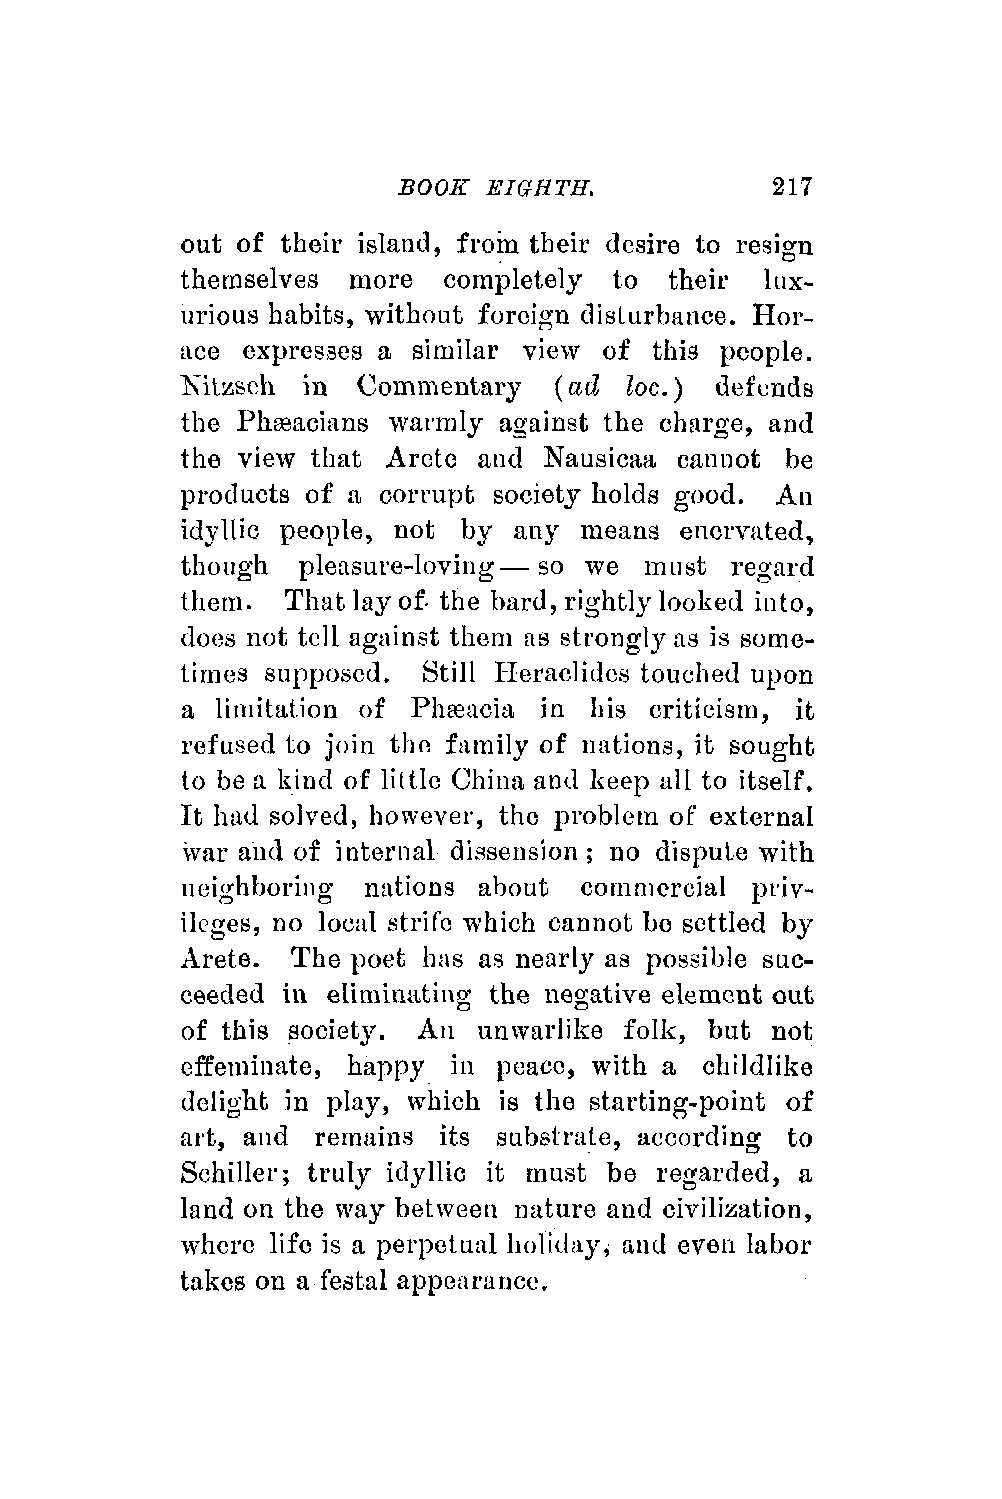 BOOK EIGHTH. 217
out of their island, from their desire to resign
themselves more completely to their lux-
urious habits, without foreign disturbance. Hor-
ace expresses a similar view of this people.
Nitzsch in Commentary (ad loc.) defends
the Phæacians warmly against the charge, and
the view that Arete and Nausicaa cannot be
products of a corrupt society holds good. An
idyllic people, not by any means enervated,
though pleasure-loving — so we must regard
them. That lay of the bard, rightly looked into,
does not tell against them as strongly as is some-
times supposed. Still Heraclides touched upon
a limitation of Phæacia in his criticism, it
refused to join the family of nations, it sought
to be a kind of little China and keep all to itself.
It had solved, however, the problem of external
war and of internal dissension; no dispute with
neighboring nations about commercial priv-
ileges, no local strife which cannot be settled by
Arete. The poet has as nearly as possible suc-
ceeded in eliminating the negative element out
of this society. An unwarlike folk, but not
effeminate, happy in peace, with a childlike
delight in play, which is the starting-point of
art, and remains its substrate, according to
Schiller; truly idyllic it must be regarded, a
land on the way between nature and civilization,
where life is a perpetual holiday, and even labor
takes on a festal appearance.